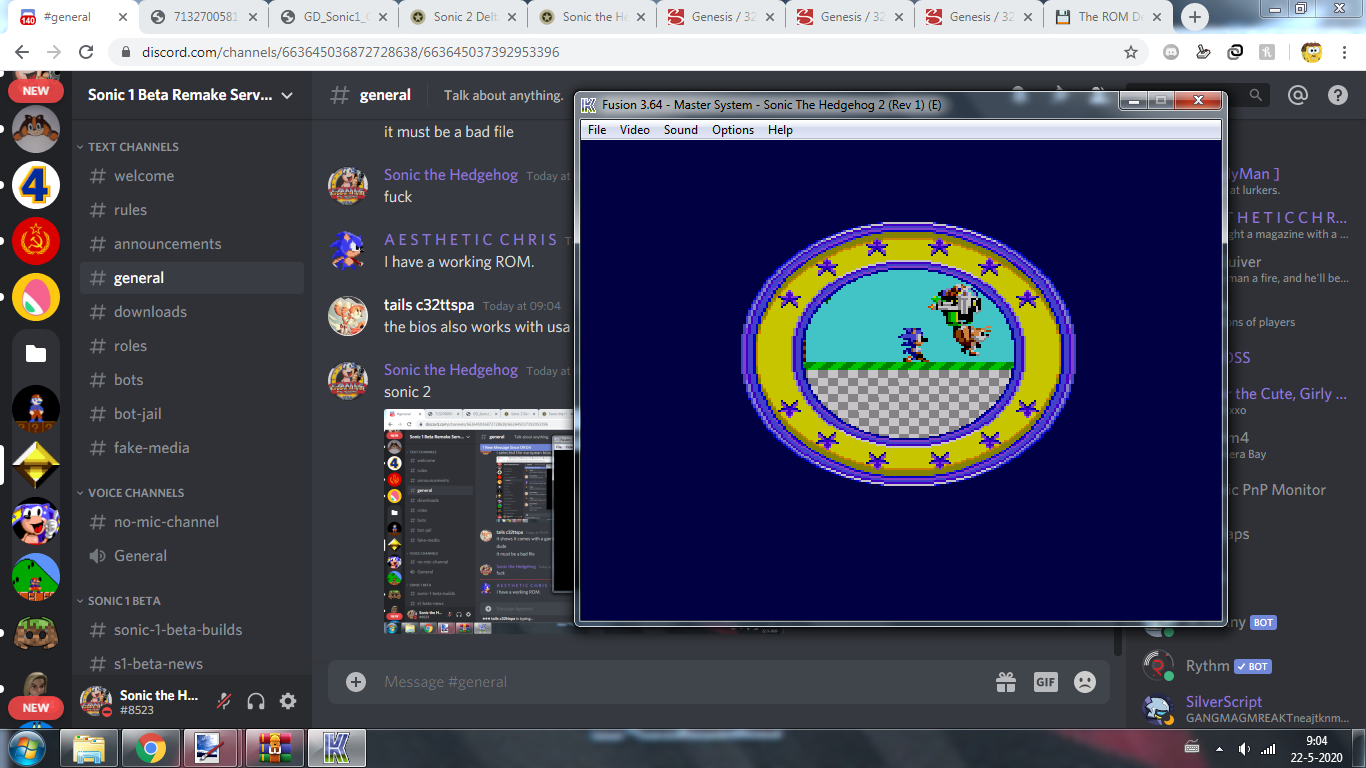 #general
7132700581
GD_Sonic1_
Sonic 2 Delt
Sonic the He
Genesis / 32
Genesis / 32
Genesis / 32
The ROM De
140
discord.com/channels/663645036872728638/663645037392953396
NEW
Sonic 1 Beta Remake Serv...
# general
Talk about anything.
TEXT CHANNELS
# welcome
# rules
# announcements
# general
# downloads
# roles
# bots
# bot-jail
# fake-media
VOICE CHANNELS
# no-mic-channel
General
SONIC 1 BETA
# sonic-1-beta-builds
# s1-beta-news
Sonic the H...
#8523
NEW
4
it must be a bad file
Sonic the Hedgehog Today at
fuck
A E S T H E T I C C H R I S
I have a working ROM.
tails c32ttspa Today at 09:04
the bios also works with usa
Sonic the Hedgehog Today at
sonic 2
Message #general
GIF
Fusion 3.64 - Master System - Sonic The Hedgehog 2 (Rev 1) (E)
File Video Sound Options Help
yMan ]
at lurkers.
T H E T I C C H R...
ght a magazine with a ...
uiver
man a fire, and he'll be...
ons of players
OSS
r the Cute, Girly ...
xxo
m4
era Bay
c PnP Monitor
aps
ny BOT
Rythm ✓ BOT
SilverScript
GANGMAGMREAKTneajtknm...
9:04
22-5-2020